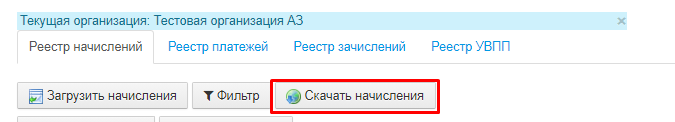 Текущая организация: Тестовая организация АЗ ×
Реестр начислений Реестр платежей Реестр зачислений Реестр УВПП
Загрузить начисления Фильтр Скачать начисления